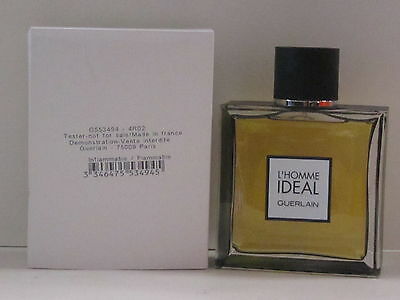 G553494 - 4R02
Tester-not for sale/Made in france
Demonstration/Vente interdite
Guerlain - 75008 Paris
Inflammable / Flammable
3 346475 534945
L'HOMME
IDÉAL
GUERLAIN